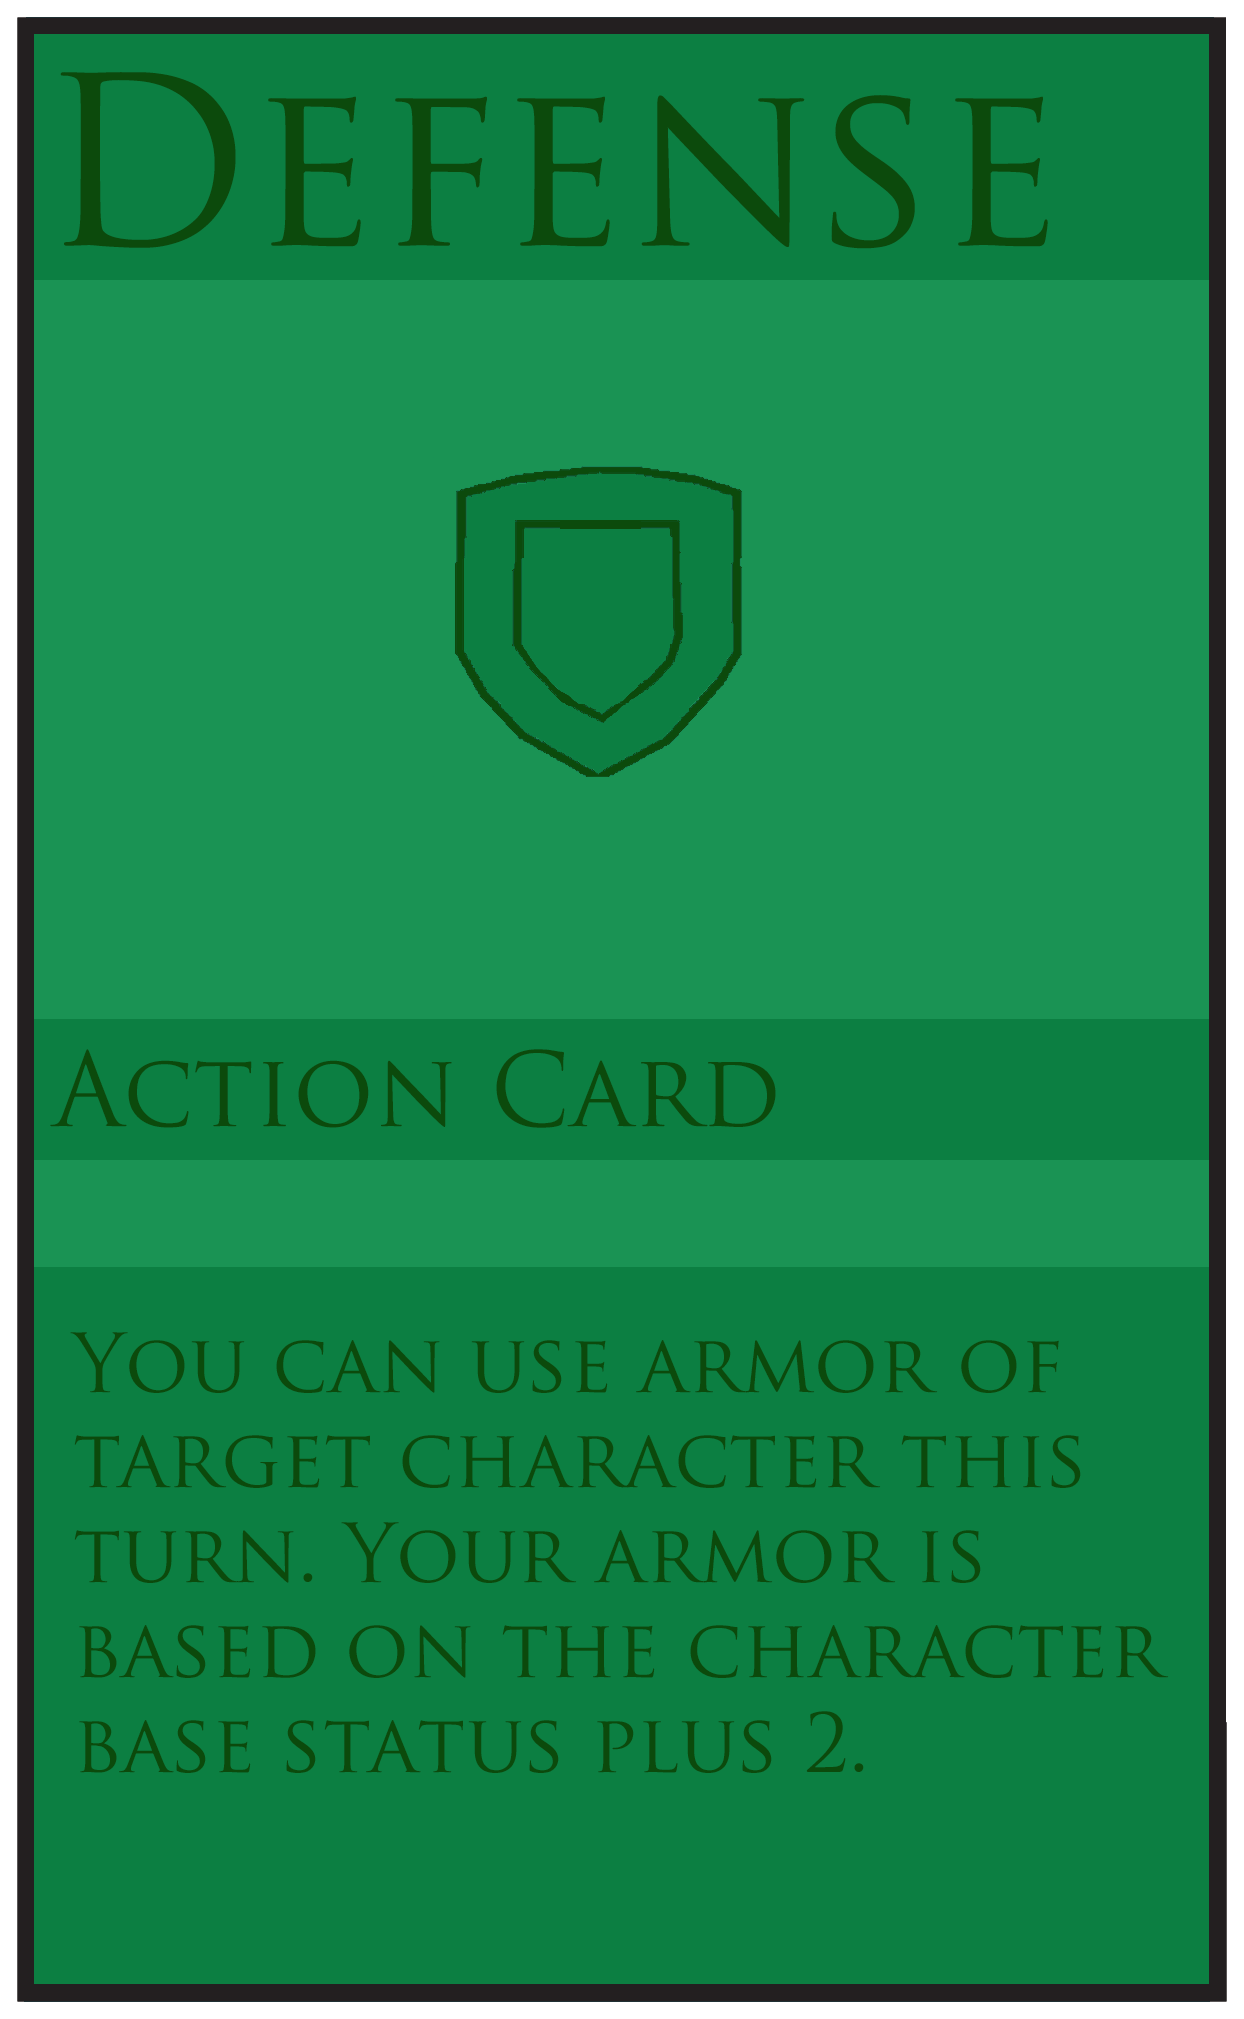 Defense
Action Card
You can use armor of
target character this
turn. Your armor is
based on the character
base status plus 2.